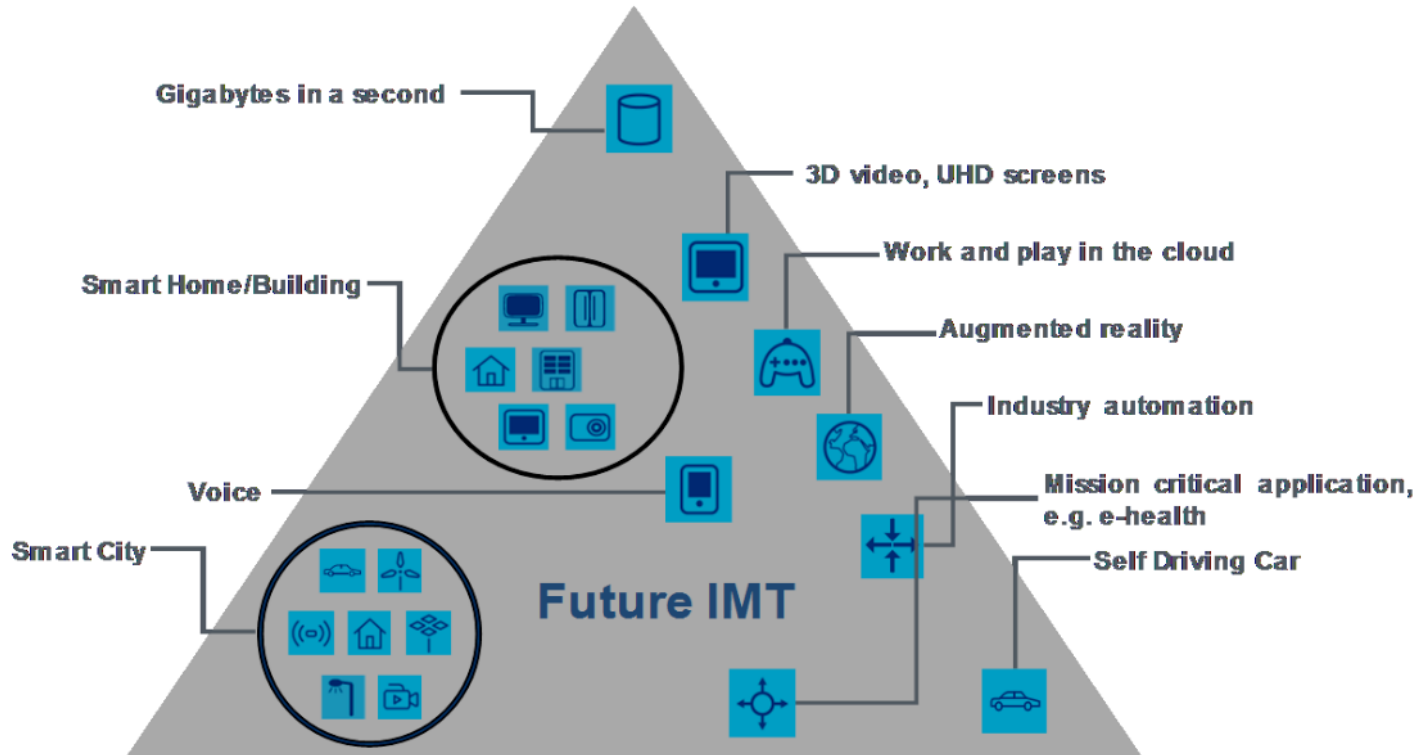 Gigabytes in a second
3D video, UHD screens
Work and play in the cloud
Smart Home/Building
Augmented reality
Industry automation
Voice
Mission critical application,
e.g. e-health
Smart City
Self Driving Car
Future IMT